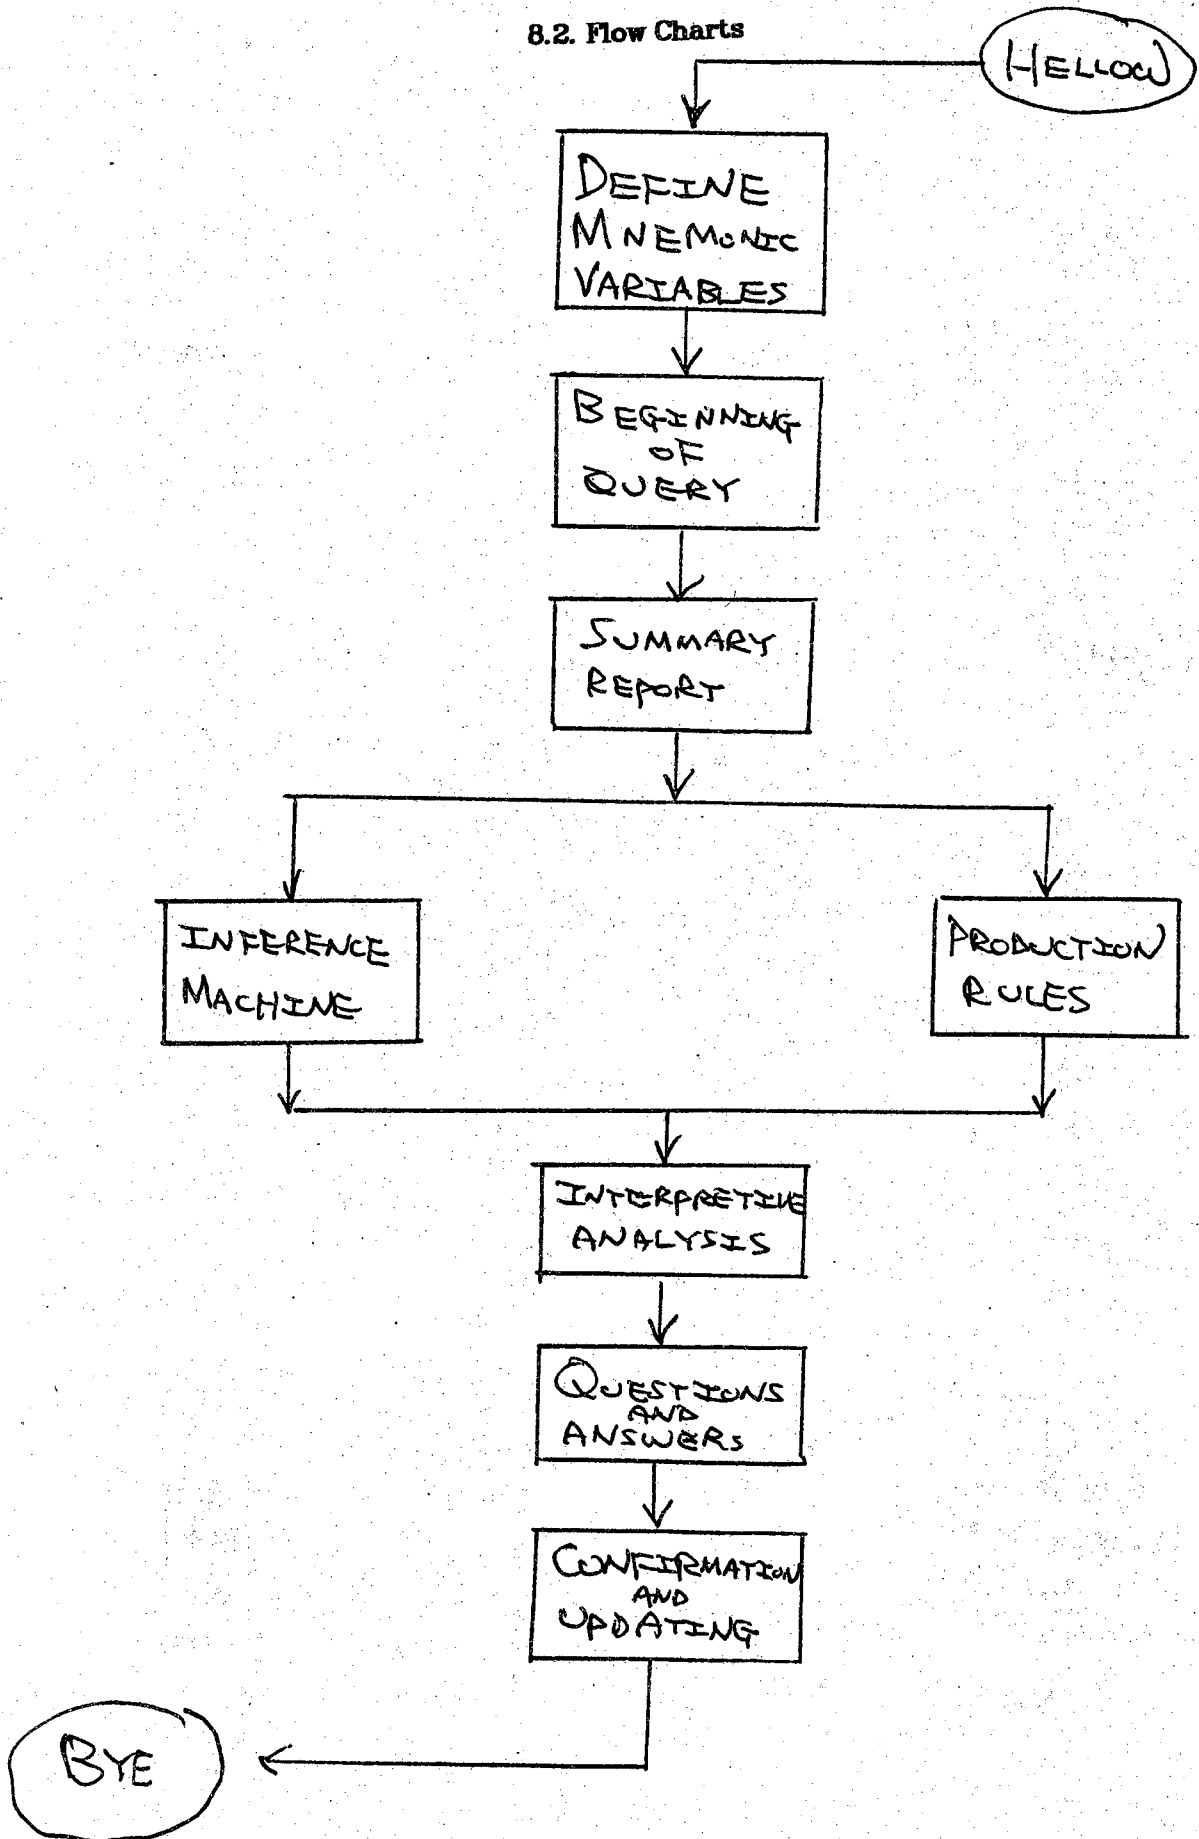 8.2. Flow Charts
HELLOW
DEFINE
MNEMONIC
VARIABLES
BEGINNING
OF
QUERY
SUMMARY
REPORT
INFERENCE
MACHINE
PRODUCTION
RULES
INTERPRETIVE
ANALYSIS
QUESTIONS
AND
ANSWERS
CONFIRMATION
AND
UPDATING
BYE